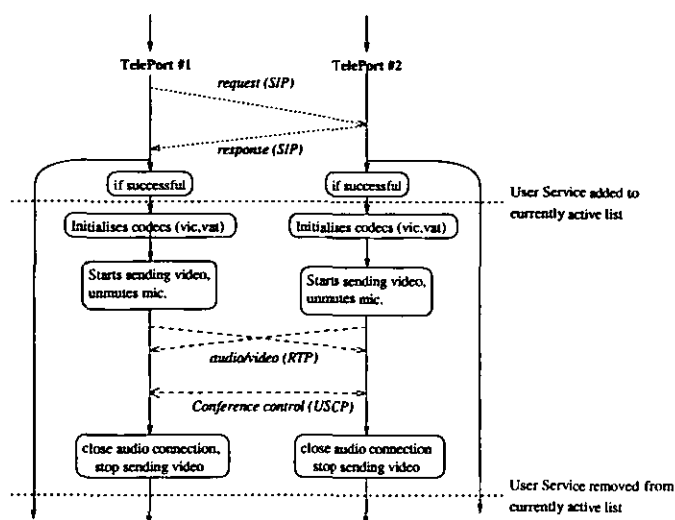 TelePort #1
TelePort #2
request (SIP)
response (SIP)
if successful
if successful
User Service added to
currently active list
Initialises codecs (vic,vat)
Initialises codecs (vic,vat)
Starts sending video,
unmutes mic.
Starts sending video,
unmutes mic.
audio/video (RTP)
Conference control (USCP)
close audio connection,
stop sending video
close audio connection
stop sending video
User Service removed from
currently active list